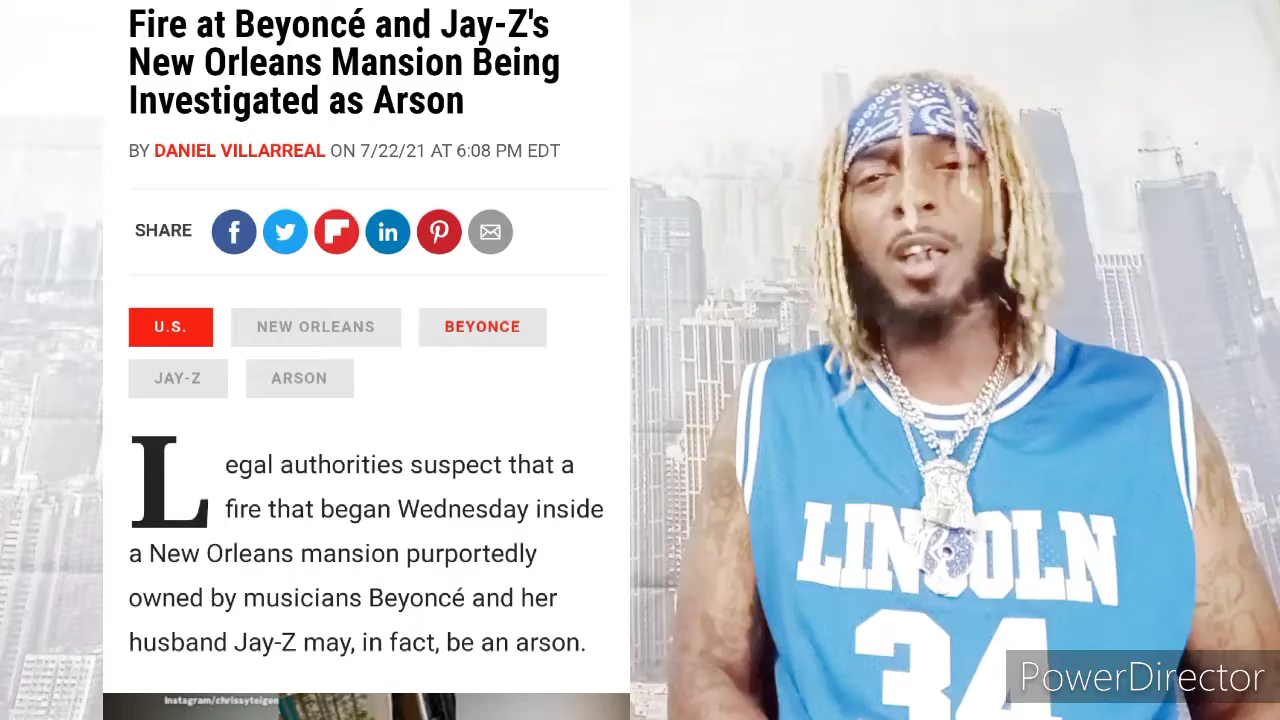 Fire at Beyoncé and Jay-Z's
New Orleans Mansion Being
Investigated as Arson
BY DANIEL VILLARREAL ON 7/22/21 AT 6:08 PM EDT
SHARE
U.S.
NEW ORLEANS
BEYONCE
JAY-Z
ARSON
Legal authorities suspect that a
fire that began Wednesday inside
a New Orleans mansion purportedly
owned by musicians Beyoncé and her
husband Jay-Z may, in fact, be an arson.
Instagram/chrissyteigen
LINCOLN
34
PowerDirector